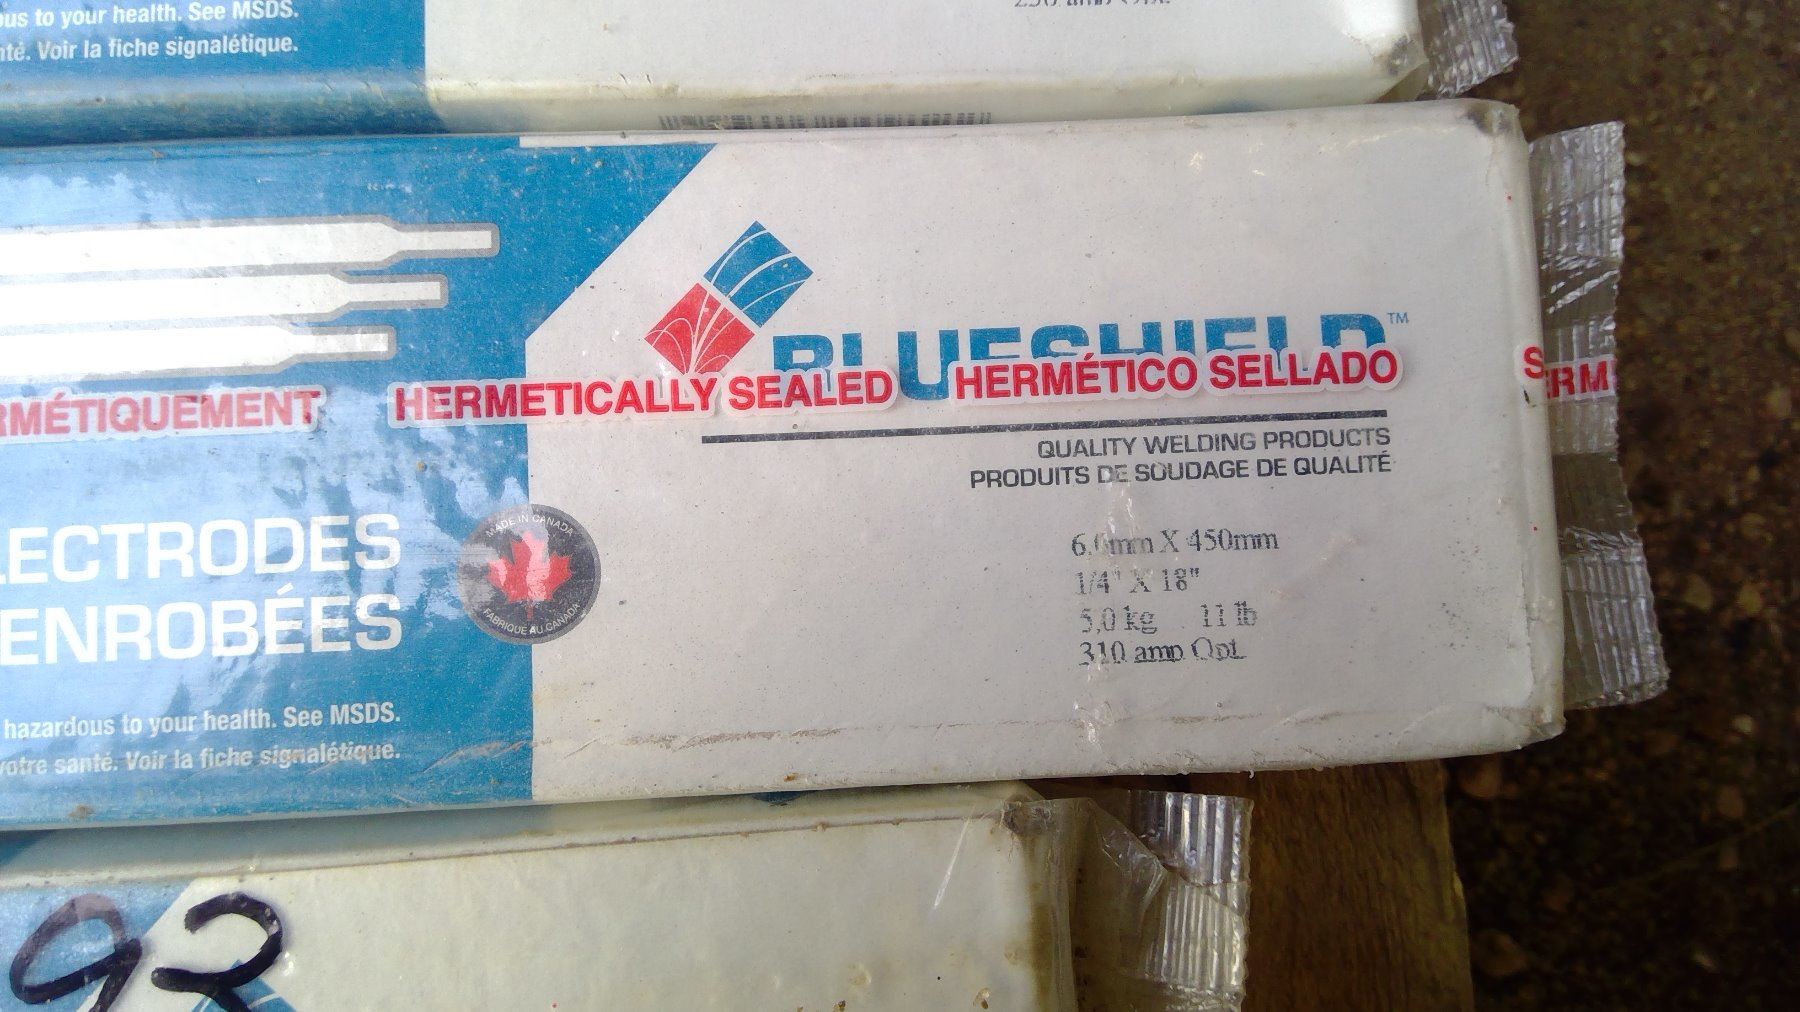 ous to your health. See MSDS.
nté. Voir la fiche signalétique.
BLUESHIELD™
RMÉTIQUEMENT HERMETICALLY SEALED HERMÉTICO SELLADO S
ERM
QUALITY WELDING PRODUCTS
PRODUITS DE SOUDAGE DE QUALITÉ
LECTRODES
ENROBÉES
MADE IN CANADA
FABRIQUÉ AU CANADA
6,0mm X 450mm
1/4" X 18"
5,0 kg 11 lb
310 amp Opt.
hazardous to your health. See MSDS.
votre santé. Voir la fiche signalétique.